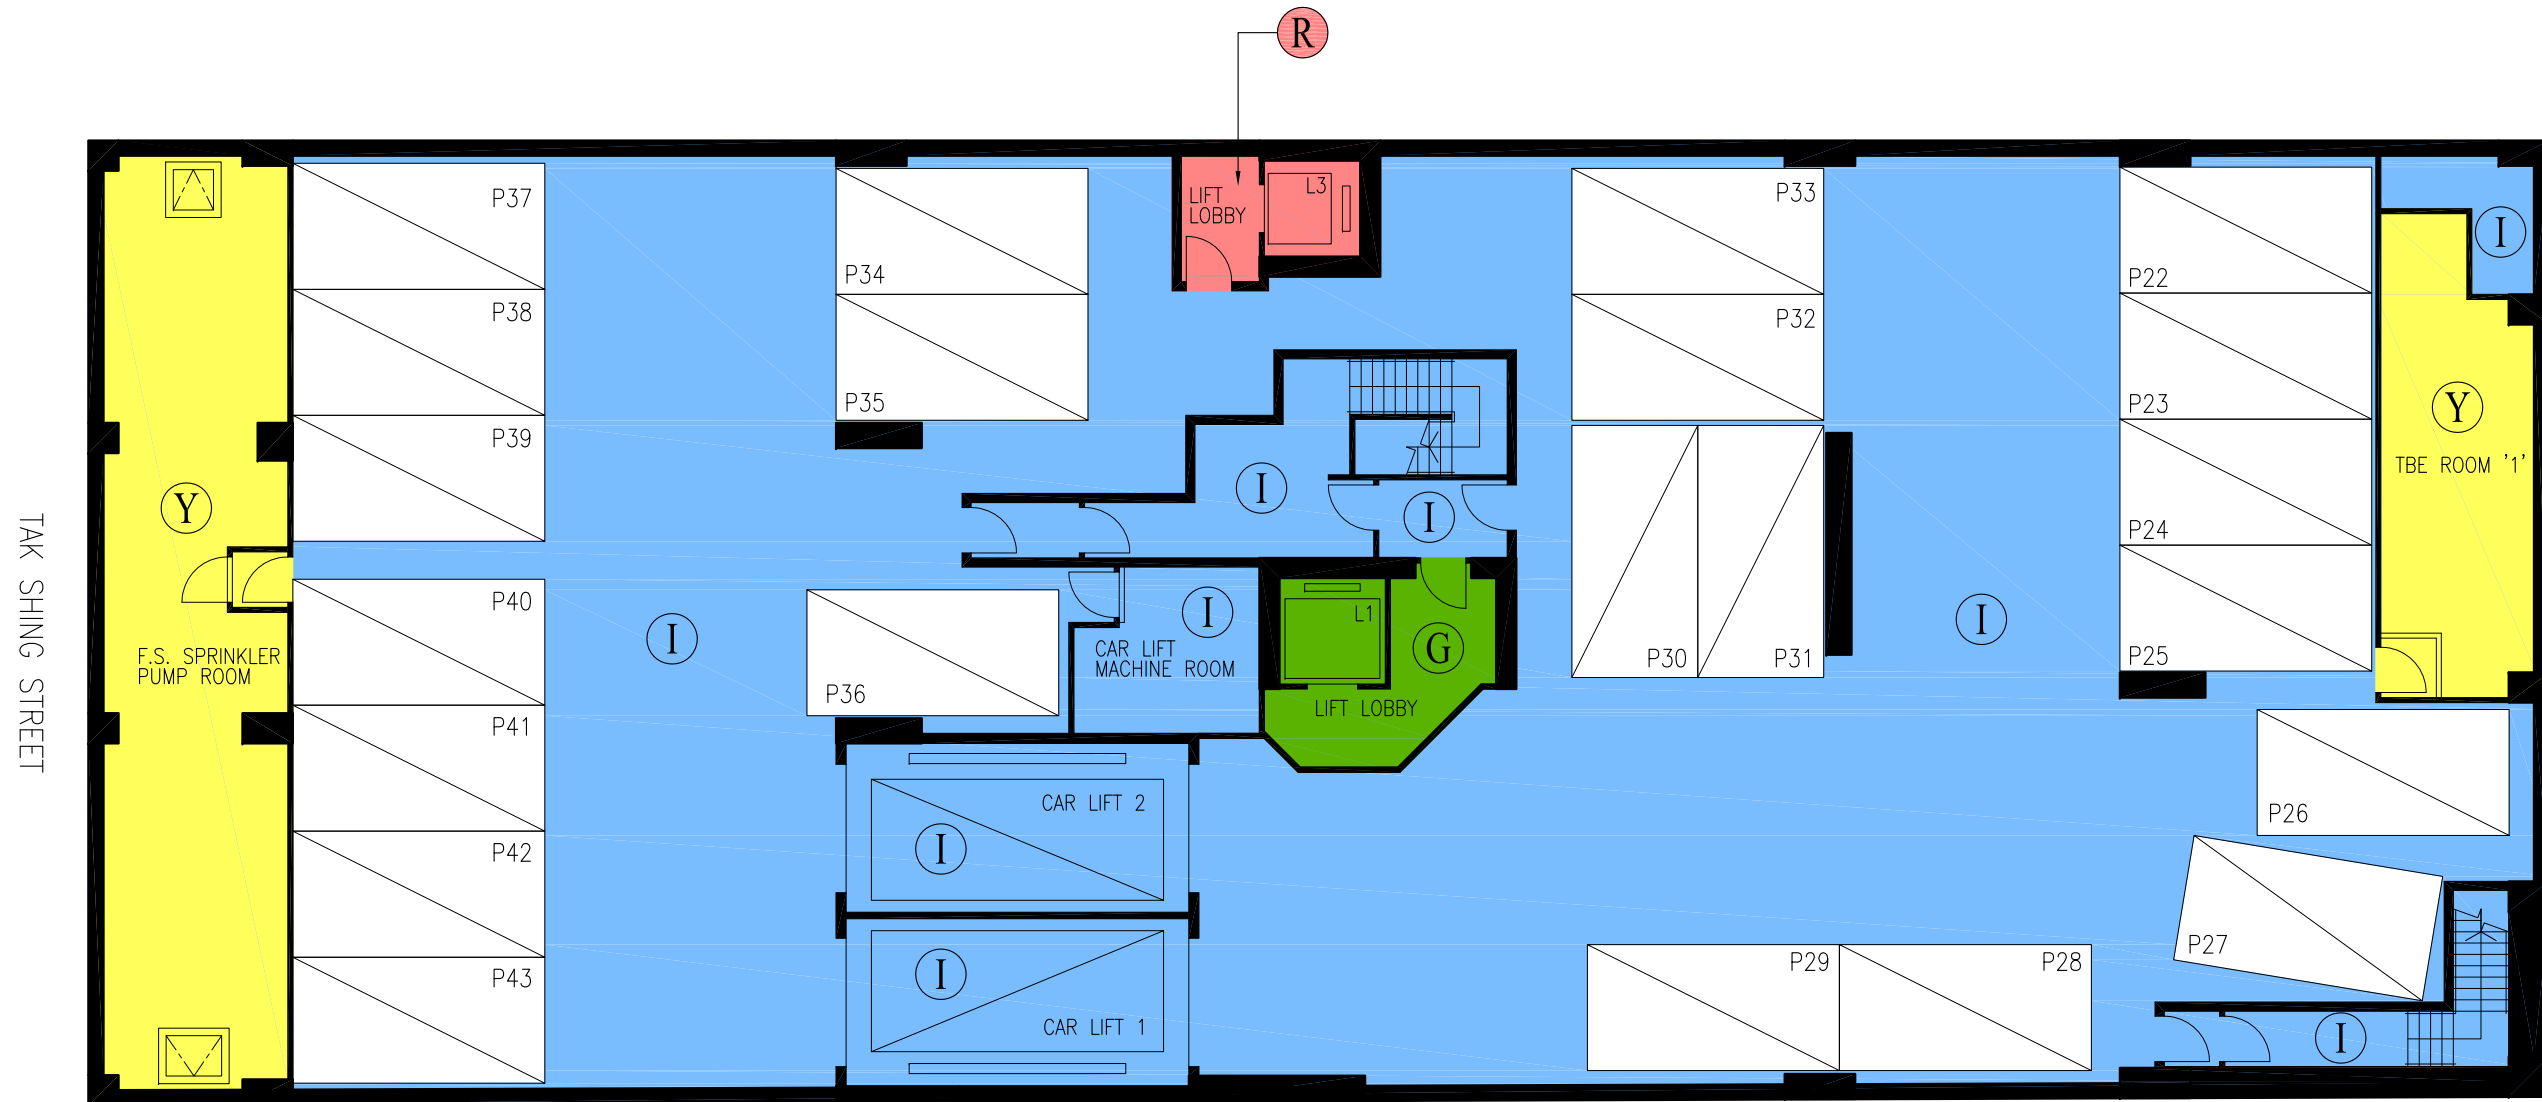 R
P37
LIFT
LOBBY
L3
P33
P34
P22
I
P38
P32
P35
P23
Y
P39
TBE ROOM '1'
I
Y
I
P24
TAK SHING STREET
P40
I
L1
I
I
G
CAR LIFT
MACHINE ROOM
F.S. SPRINKLER
PUMP ROOM
P30
P31
P25
P36
LIFT LOBBY
P41
CAR LIFT 2
P26
I
P42
P27
P29
P28
I
P43
CAR LIFT 1
I